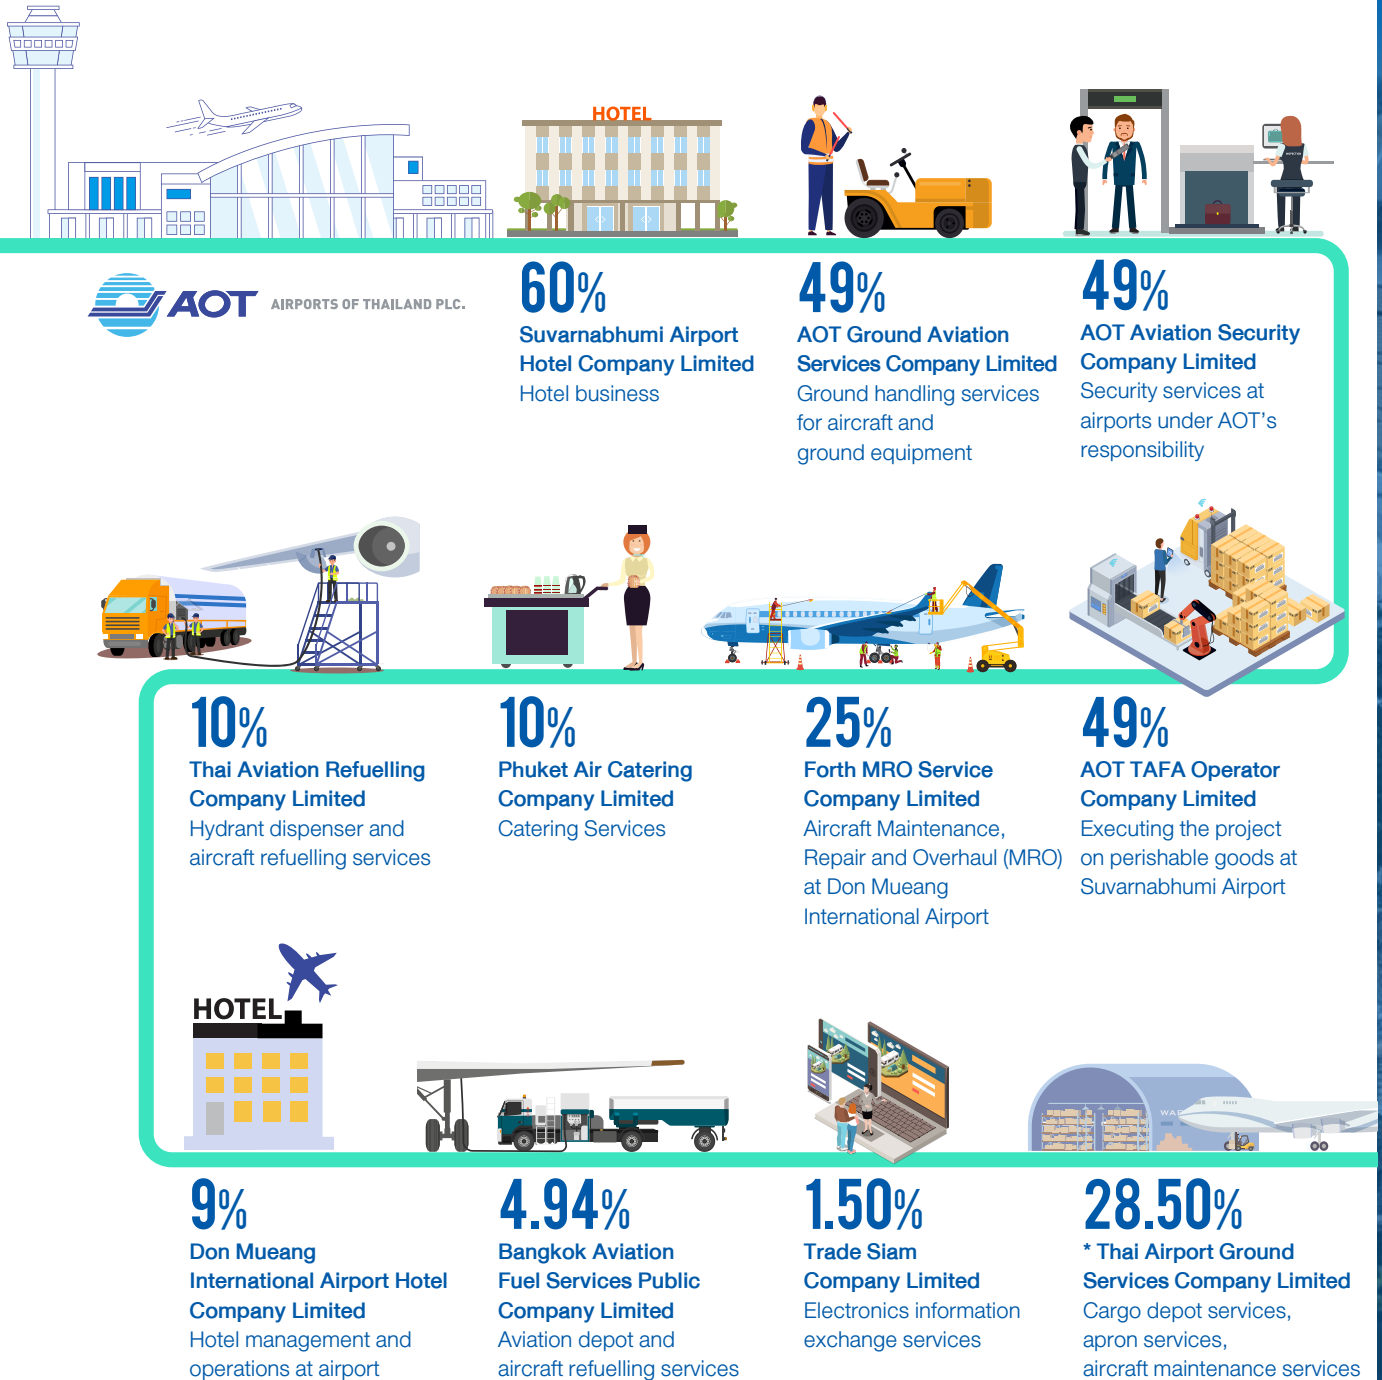 HOTEL
AOT AIRPORTS OF THAILAND PLC.
60%
Suvarnabhumi Airport
Hotel Company Limited
Hotel business
49%
AOT Ground Aviation
Services Company Limited
Ground handling services
for aircraft and
ground equipment
49%
AOT Aviation Security
Company Limited
Security services at
airports under AOT's
responsibility
10%
Thai Aviation Refuelling
Company Limited
Hydrant dispenser and
aircraft refuelling services
10%
Phuket Air Catering
Company Limited
Catering Services
25%
Forth MRO Service
Company Limited
Aircraft Maintenance,
Repair and Overhaul (MRO)
at Don Mueang
International Airport
49%
AOT TAFA Operator
Company Limited
Executing the project
on perishable goods at
Suvarnabhumi Airport
HOTEL
9%
Don Mueang
International Airport Hotel
Company Limited
Hotel management and
operations at airport
4.94%
Bangkok Aviation
Fuel Services Public
Company Limited
Aviation depot and
aircraft refuelling services
1.50%
Trade Siam
Company Limited
Electronics information
exchange services
28.50%
* Thai Airport Ground
Services Company Limited
Cargo depot services,
apron services,
aircraft maintenance services